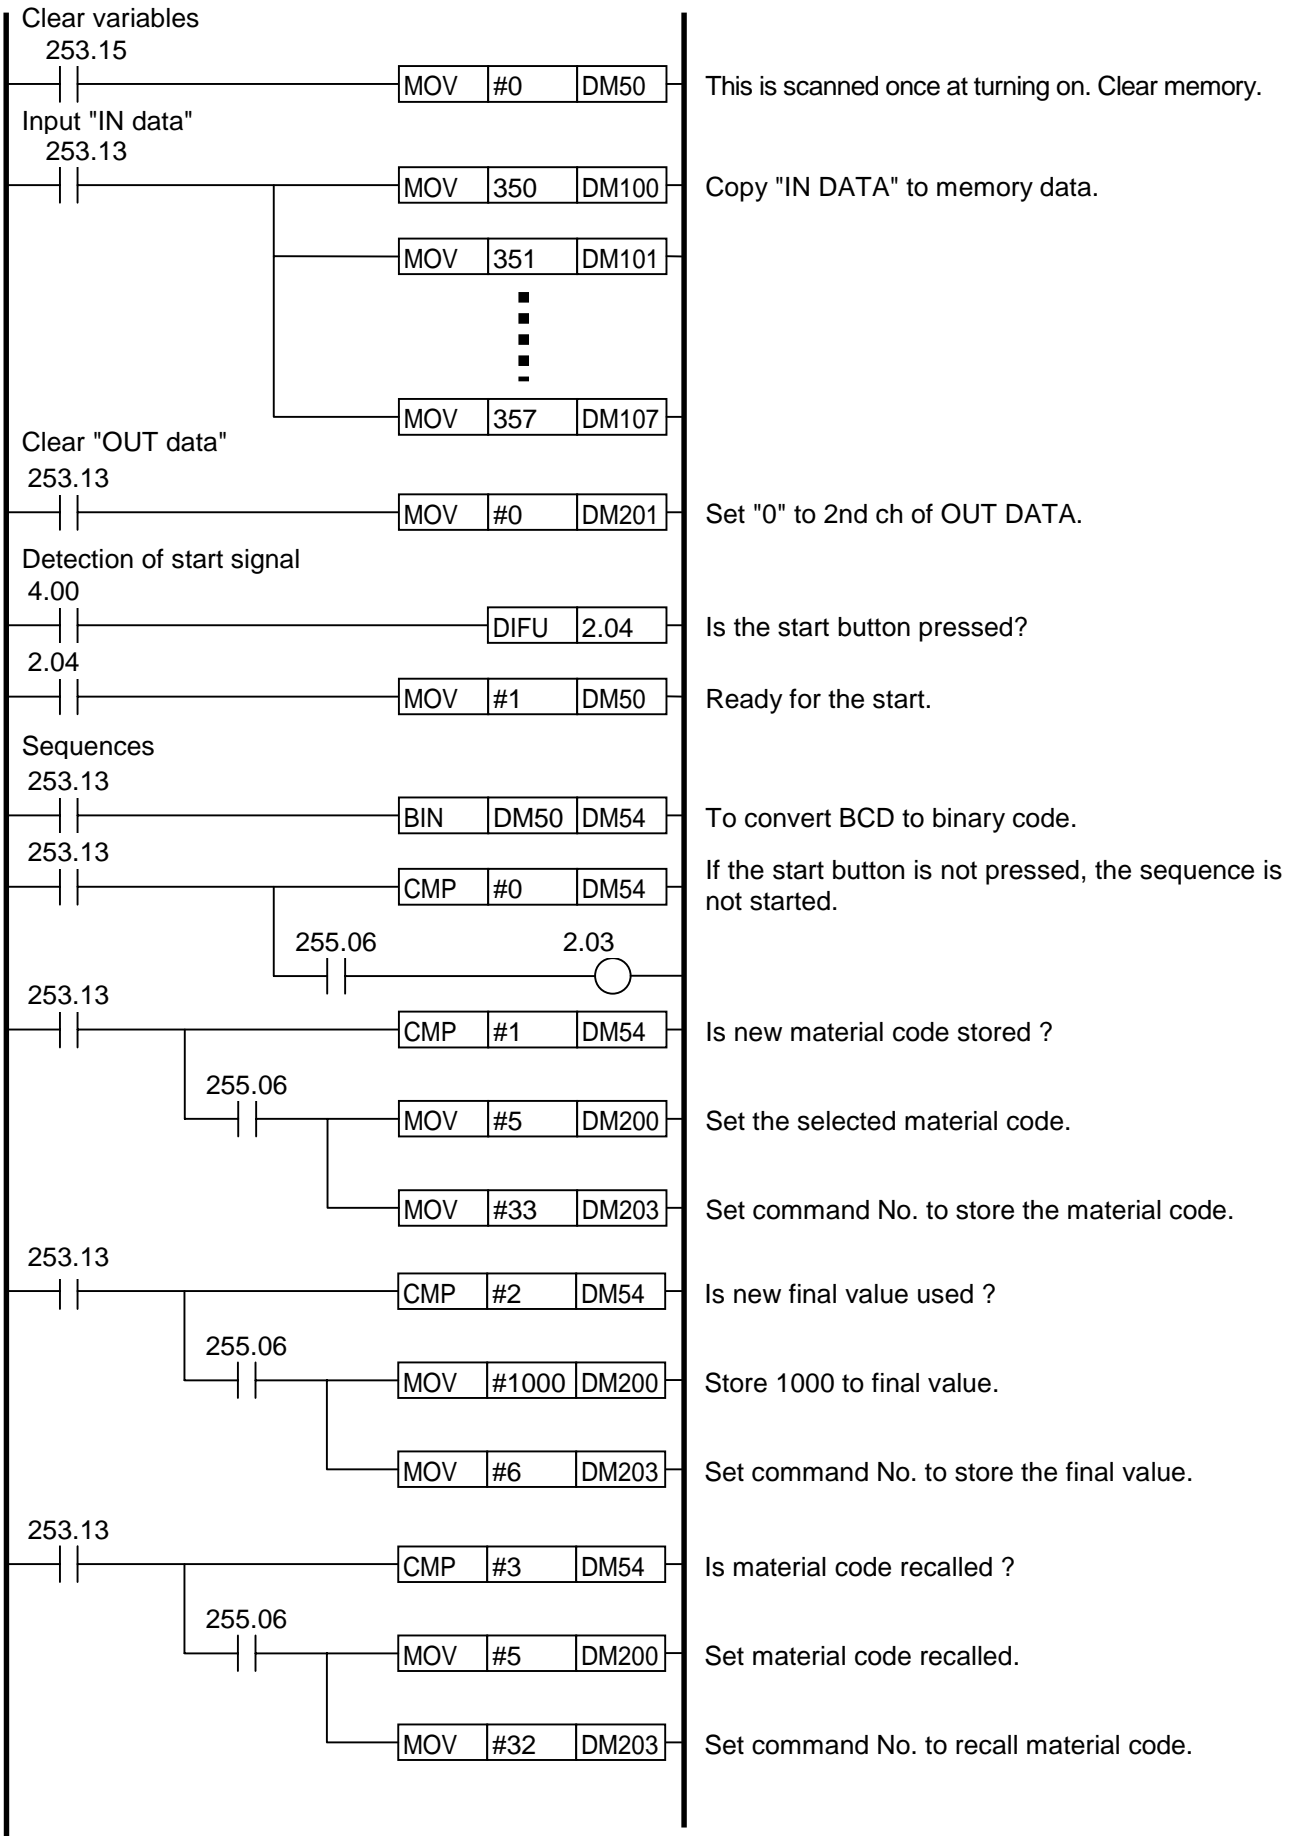 Clear variables
253.15
MOV #0 DM50 This is scanned once at turning on. Clear memory.
Input "IN data"
253.13
MOV 350 DM100 Copy "IN DATA" to memory data.
MOV 351 DM101
MOV 357 DM107
Clear "OUT data"
253.13
MOV #0 DM201 Set "0" to 2nd ch of OUT DATA.
Detection of start signal
4.00
DIFU 2.04 Is the start button pressed?
2.04
MOV #1 DM50 Ready for the start.
Sequences
253.13
BIN DM50 DM54 To convert BCD to binary code.
253.13
CMP #0 DM54 If the start button is not pressed, the sequence is
not started.
255.06 2.03
253.13
CMP #1 DM54 Is new material code stored ?
255.06
MOV #5 DM200 Set the selected material code.
MOV #33 DM203 Set command No. to store the material code.
253.13
CMP #2 DM54 Is new final value used ?
255.06
MOV #1000 DM200 Store 1000 to final value.
MOV #6 DM203 Set command No. to store the final value.
253.13
CMP #3 DM54 Is material code recalled ?
255.06
MOV #5 DM200 Set material code recalled.
MOV #32 DM203 Set command No. to recall material code.